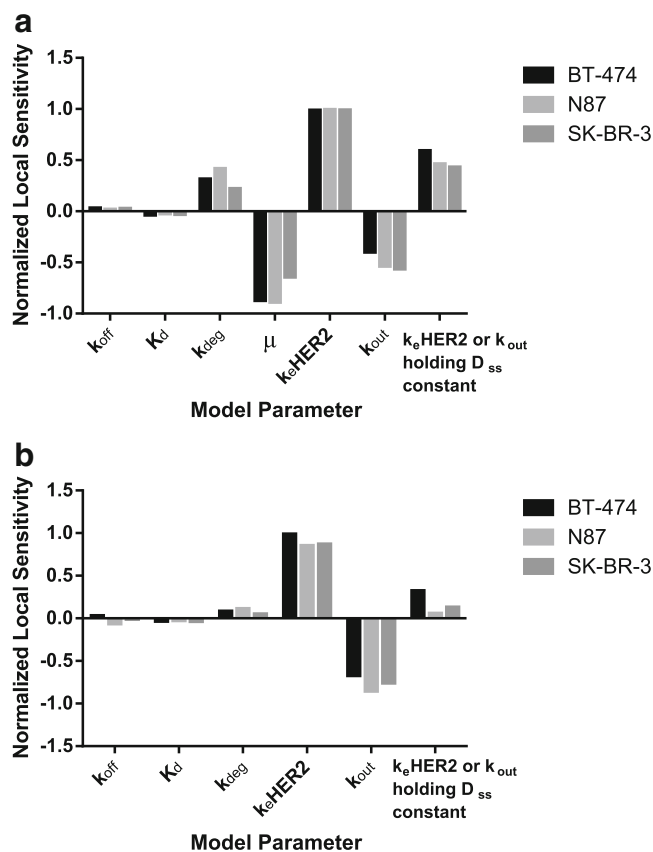 a
Normalized Local Sensitivity
1.5
1.0
0.5
0.0
-0.5
-1.0
koff
Kd
kdeg
μ
keHER2
kout
keHER2 or kout
holding Dss
constant
Model Parameter
BT-474
N87
SK-BR-3
b
Normalized Local Sensitivity
1.5
1.0
0.5
0.0
-0.5
-1.0
-1.5
koff
Kd
kdeg
keHER2
kout
keHER2 or kout
holding Dss
constant
Model Parameter
BT-474
N87
SK-BR-3